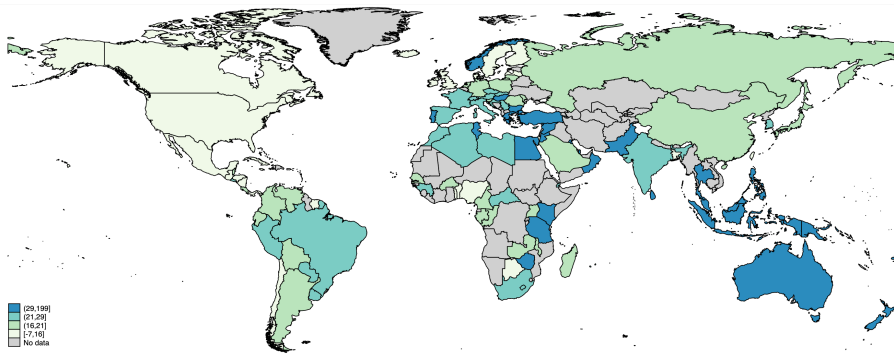 (29,199]
(21,29]
(16,21]
[-7,16]
No data